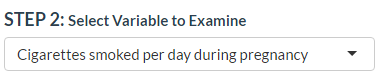 STEP 2: Select Variable to Examine
Cigarettes smoked per day during pregnancy